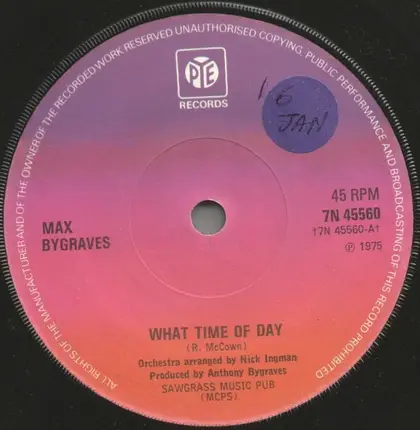 ALL RIGHTS OF THE MANUFACTURER AND OF THE OWNER OF THE RECORDED WORK RESERVED UNAUTHORISED COPYING, PUBLIC PERFORMANCE AND BROADCASTING OF THIS RECORD PROHIBITED
PYE
RECORDS
16
JAN
45 RPM
7N 45560
†7N 45560-A†
℗ 1975
MAX
BYGRAVES
WHAT TIME OF DAY
(R. McCown)
Orchestra arranged by Nick Ingman
Produced by Anthony Bygraves
SAWGRASS MUSIC PUB
(MCPS)